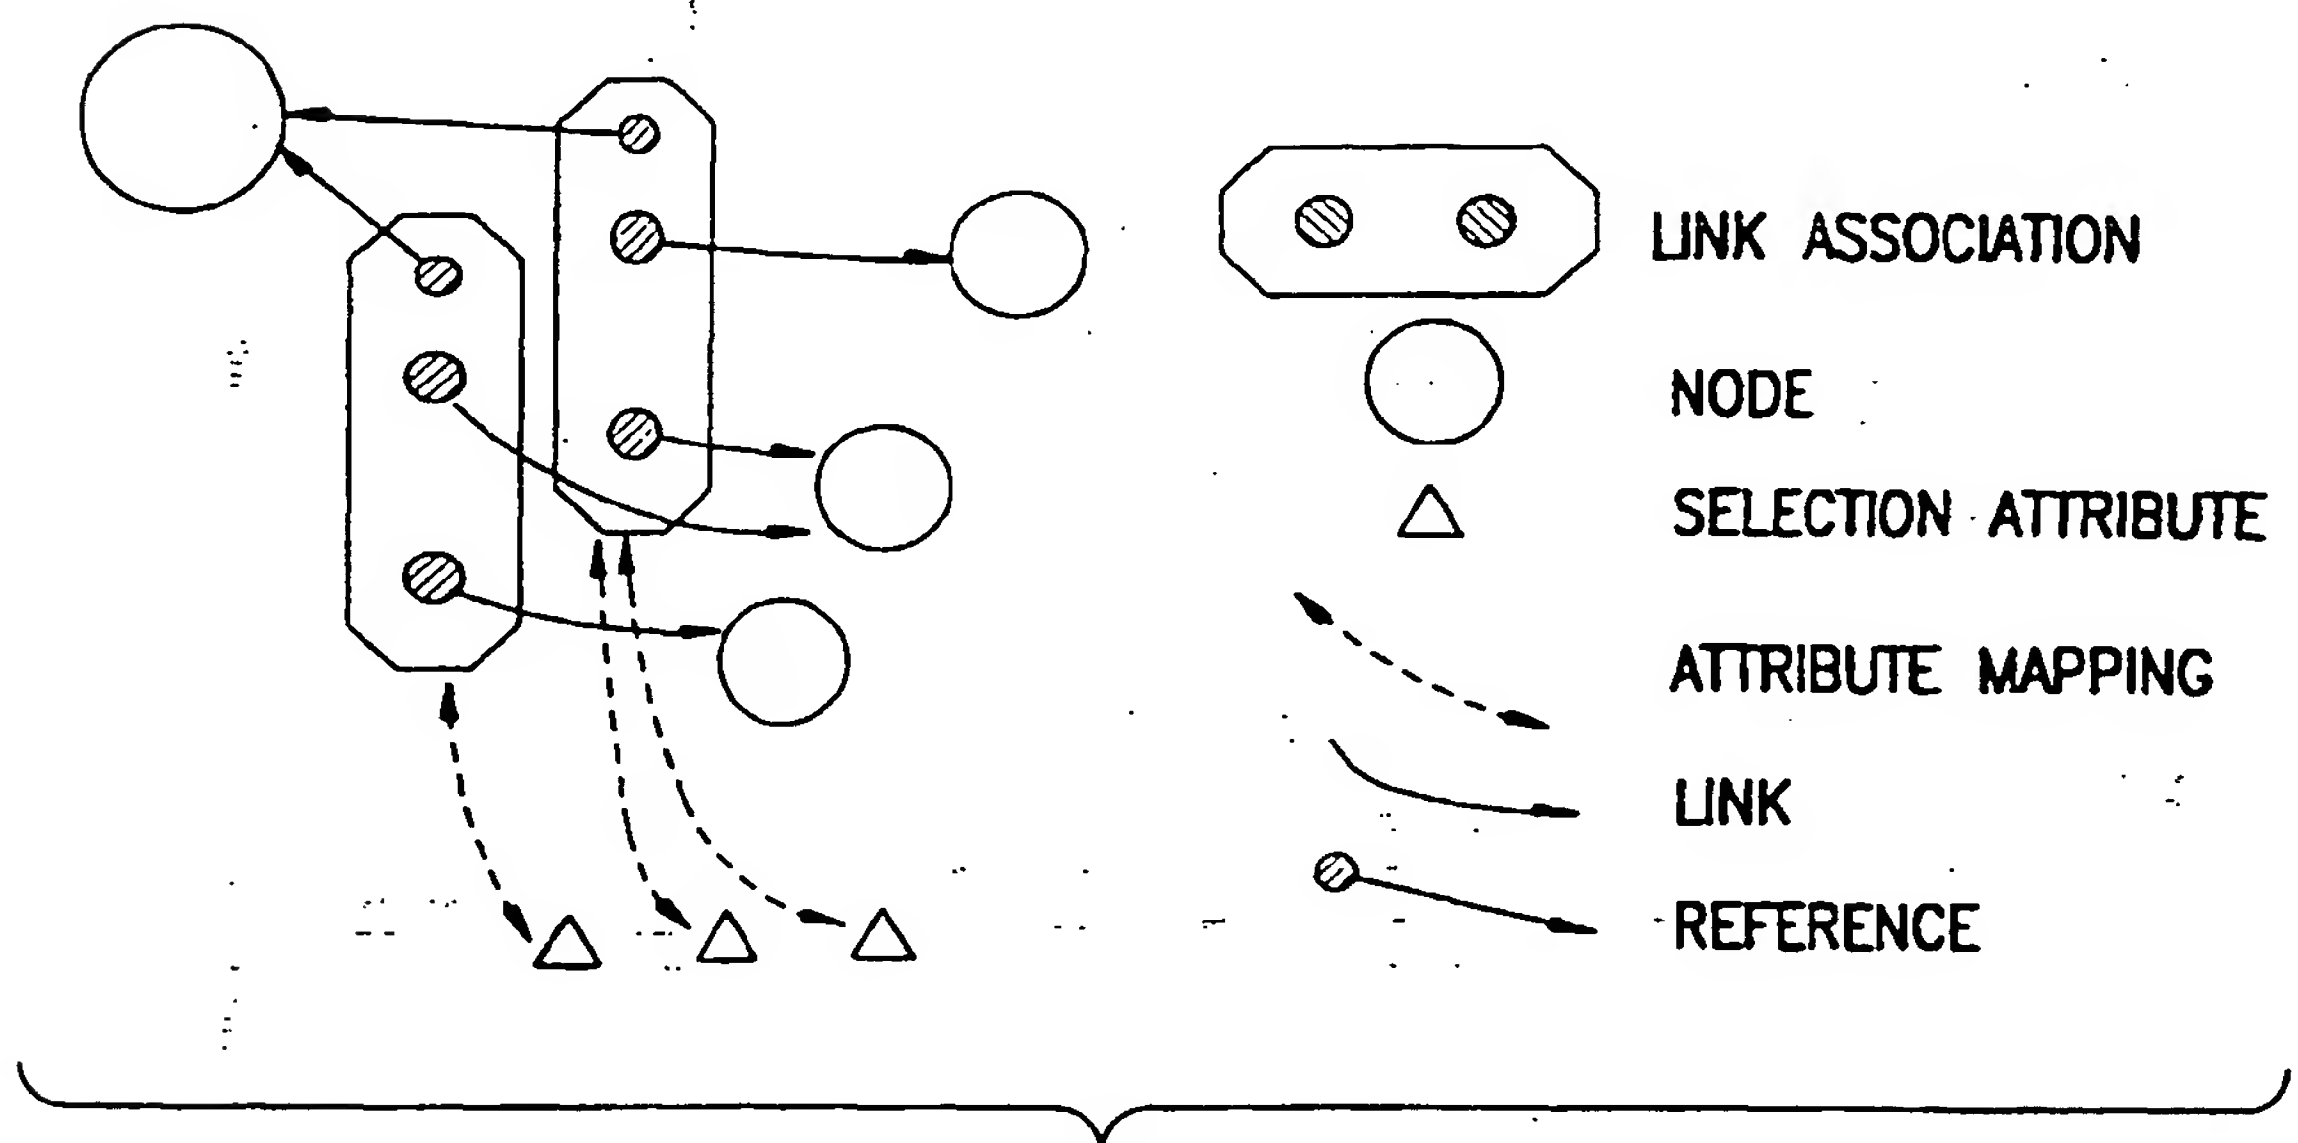 LINK ASSOCIATION
NODE
SELECTION ATTRIBUTE
ATTRIBUTE MAPPING
LINK
REFERENCE